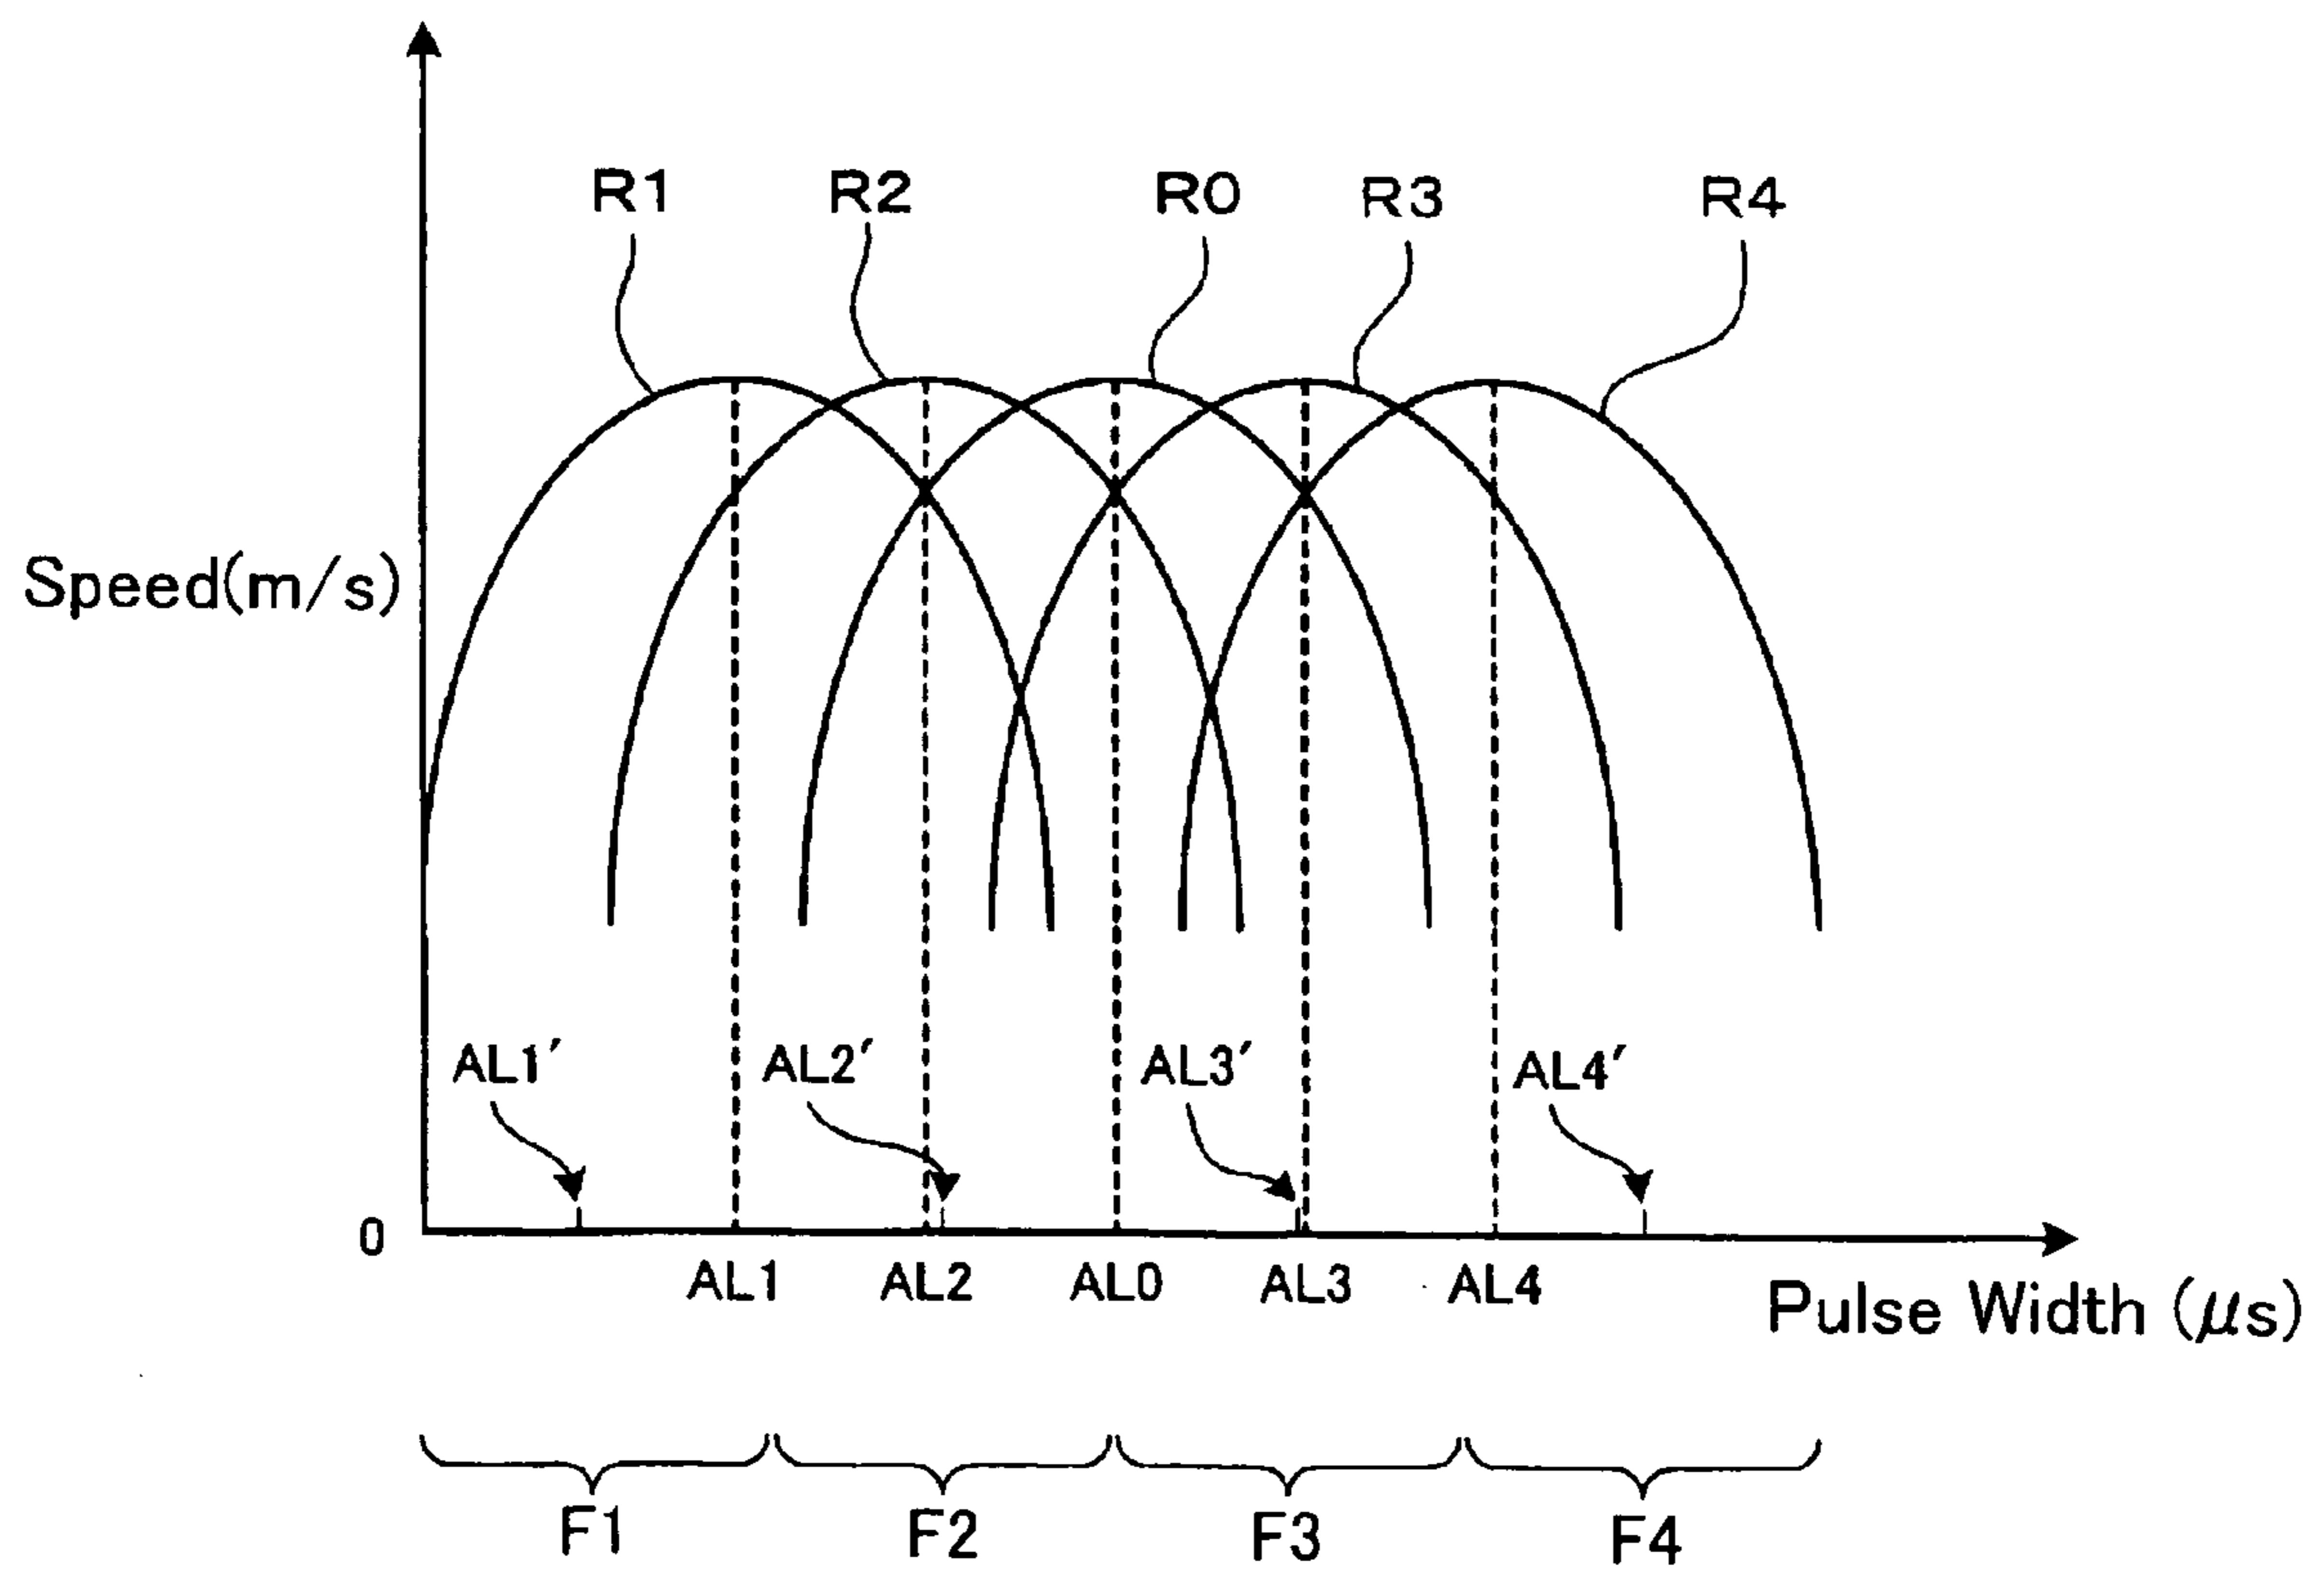 R1 R2 R0 R3 R4
Speed(m/s)
AL1′ AL2′ AL3′ AL4′
0
AL1 AL2 AL0 AL3 AL4
Pulse Width (μs)
F1 F2 F3 F4